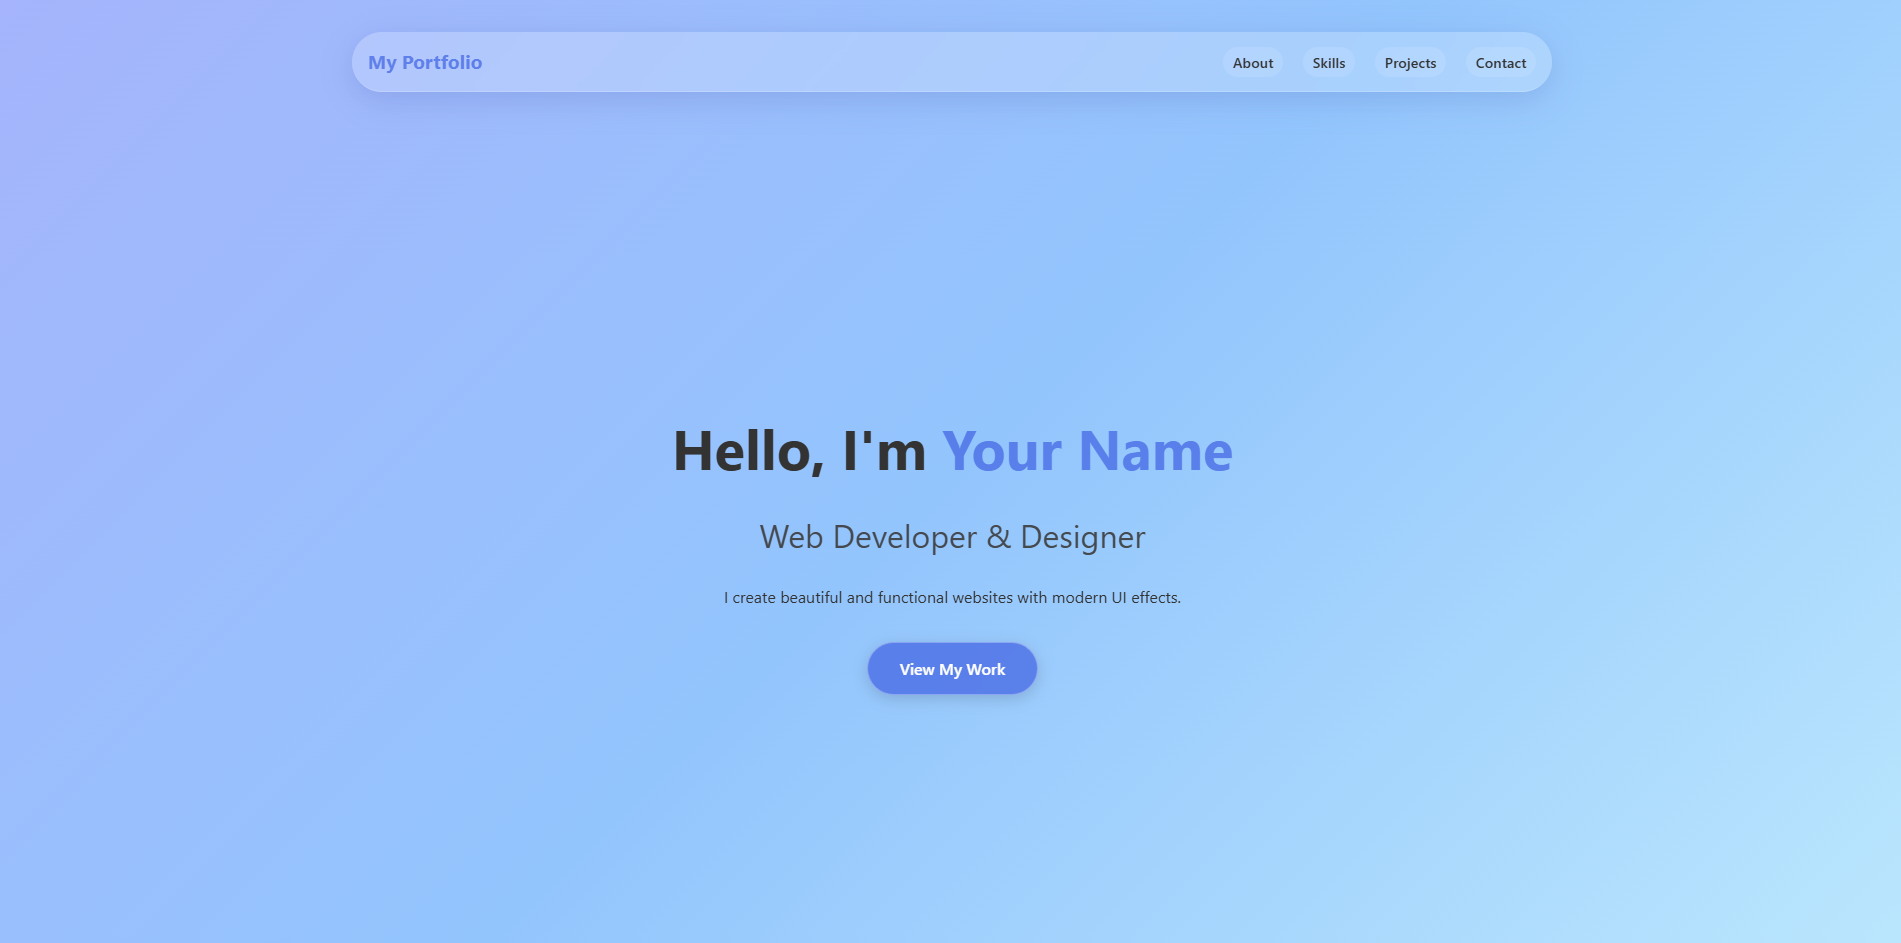 My Portfolio
About Skills Projects Contact
Hello, I'm Your Name
Web Developer & Designer
I create beautiful and functional websites with modern UI effects.
View My Work